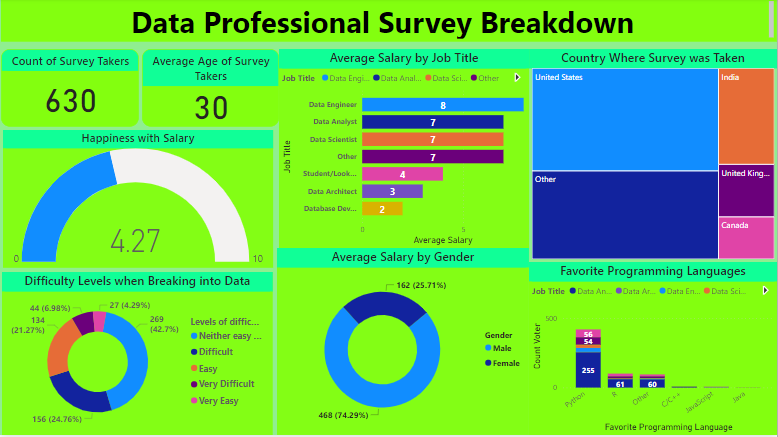 Data Professional Survey Breakdown
Count of Survey Takers
630
Average Age of Survey
Takers
30
Happiness with Salary
4.27
0
10
Difficulty Levels when Breaking into Data
44 (6.98%)
27 (4.29%)
134
(21.27%)
269
(42.7%)
156 (24.76%)
Levels of diffic...
Neither easy ...
Difficult
Easy
Very Difficult
Very Easy
Average Salary by Job Title
Job Title Data Engi... Data Anal... Data Sci... Other
Job Title
Data Engineer 8
Data Analyst 7
Data Scientist 7
Other 7
Student/Look... 4
Data Architect 3
Database Dev... 2
0 5
Average Salary
Average Salary by Gender
162 (25.71%)
468 (74.29%)
Gender
Male
Female
Country Where Survey was Taken
United States
India
Other
United King...
Canada
Favorite Programming Languages
Job Title Data An... Data Ar... Data En... Data Sci...
Count Voter
500
0
56
54
255
61
60
Python
R
Other
C/C++
JavaScript
Java
Favorite Programming Language